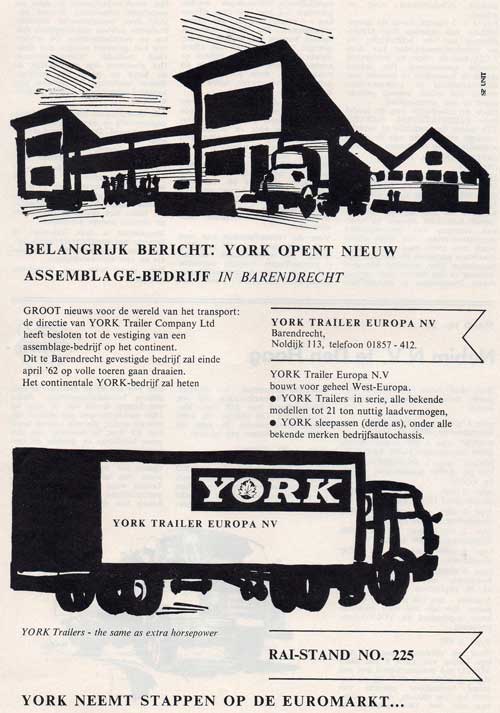 SF UNIT
BELANGRIJK BERICHT: YORK OPENT NIEUW
ASSEMBLAGE-BEDRIJF IN BARENDRECHT
GROOT nieuws voor de wereld van het transport:
de directie van YORK Trailer Company Ltd
heeft besloten tot de vestiging van een
assemblage-bedrijf op het continent.
Dit te Barendrecht gevestigde bedrijf zal einde
april '62 op volle toeren gaan draaien.
Het continentale YORK-bedrijf zal heten
YORK TRAILER EUROPA NV
Barendrecht,
Noldijk 113, telefoon 01857 - 412.
YORK Trailer Europa N.V
bouwt voor geheel West-Europa.
● YORK Trailers in serie, alle bekende
modellen tot 21 ton nuttig laadvermogen,
● YORK sleepassen (derde as), onder alle
bekende merken bedrijfsautochassis.
YORK
YORK TRAILER EUROPA NV
YORK Trailers - the same as extra horsepower
RAI-STAND NO. 225
YORK NEEMT STAPPEN OP DE EUROMARKT...